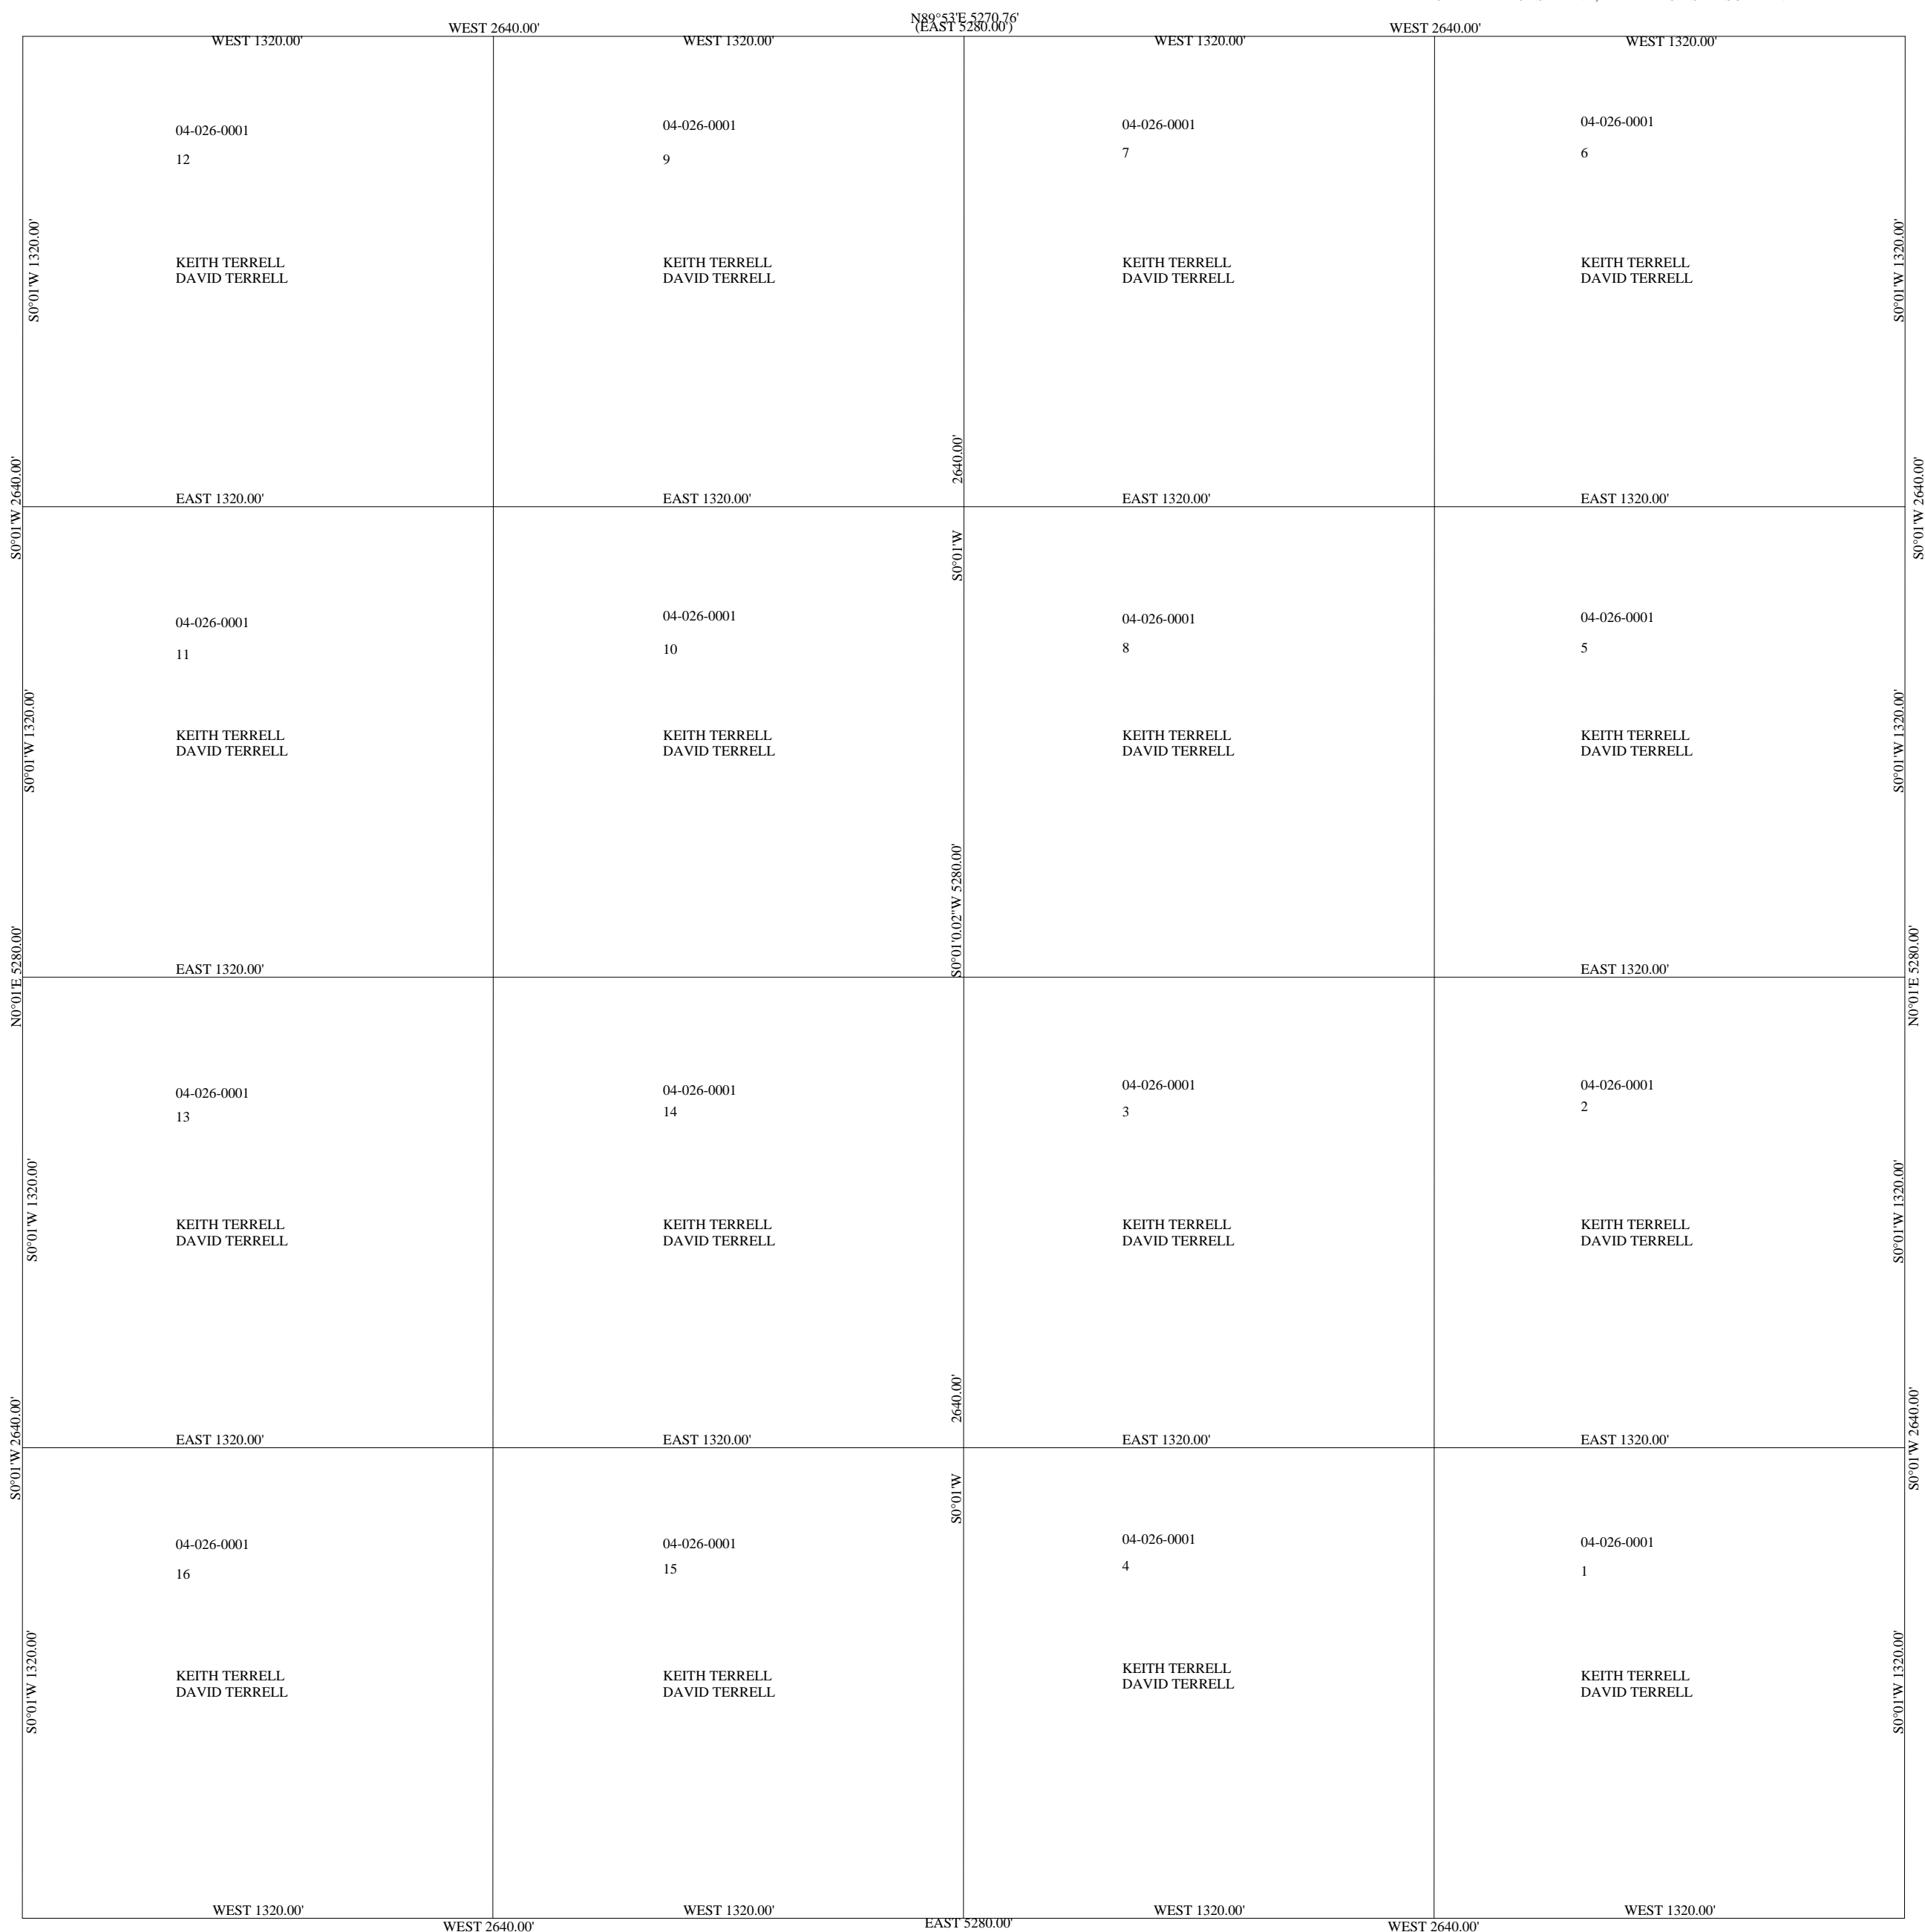 N89°53'E 5270.76'
(EAST 5280.00')
WEST 2640.00'
WEST 2640.00'
WEST 1320.00'
WEST 1320.00'
WEST 1320.00'
WEST 1320.00'
04-026-0001
12
04-026-0001
9
04-026-0001
7
04-026-0001
6
S0°01'W 1320.00'
KEITH TERRELL
DAVID TERRELL
KEITH TERRELL
DAVID TERRELL
KEITH TERRELL
DAVID TERRELL
KEITH TERRELL
DAVID TERRELL
S0°01'W 1320.00'
S0°01'W 2640.00'
EAST 1320.00'
EAST 1320.00'
2640.00'
EAST 1320.00'
EAST 1320.00'
S0°01'W 2640.00'
S0°01'W
04-026-0001
11
04-026-0001
10
04-026-0001
8
04-026-0001
5
S0°01'W 1320.00'
KEITH TERRELL
DAVID TERRELL
KEITH TERRELL
DAVID TERRELL
KEITH TERRELL
DAVID TERRELL
KEITH TERRELL
DAVID TERRELL
S0°01'W 1320.00'
S0°01'0.02"W 5280.00'
N0°01'E 5280.00'
EAST 1320.00'
EAST 1320.00'
N0°01'E 5280.00'
04-026-0001
13
04-026-0001
14
04-026-0001
3
04-026-0001
2
S0°01'W 1320.00'
KEITH TERRELL
DAVID TERRELL
KEITH TERRELL
DAVID TERRELL
KEITH TERRELL
DAVID TERRELL
KEITH TERRELL
DAVID TERRELL
S0°01'W 1320.00'
S0°01'W 2640.00'
EAST 1320.00'
EAST 1320.00'
2640.00'
EAST 1320.00'
EAST 1320.00'
S0°01'W 2640.00'
S0°01'W
04-026-0001
16
04-026-0001
15
04-026-0001
4
04-026-0001
1
S0°01'W 1320.00'
KEITH TERRELL
DAVID TERRELL
KEITH TERRELL
DAVID TERRELL
KEITH TERRELL
DAVID TERRELL
KEITH TERRELL
DAVID TERRELL
S0°01'W 1320.00'
WEST 1320.00'
WEST 1320.00'
WEST 1320.00'
WEST 1320.00'
WEST 2640.00'
EAST 5280.00'
WEST 2640.00'